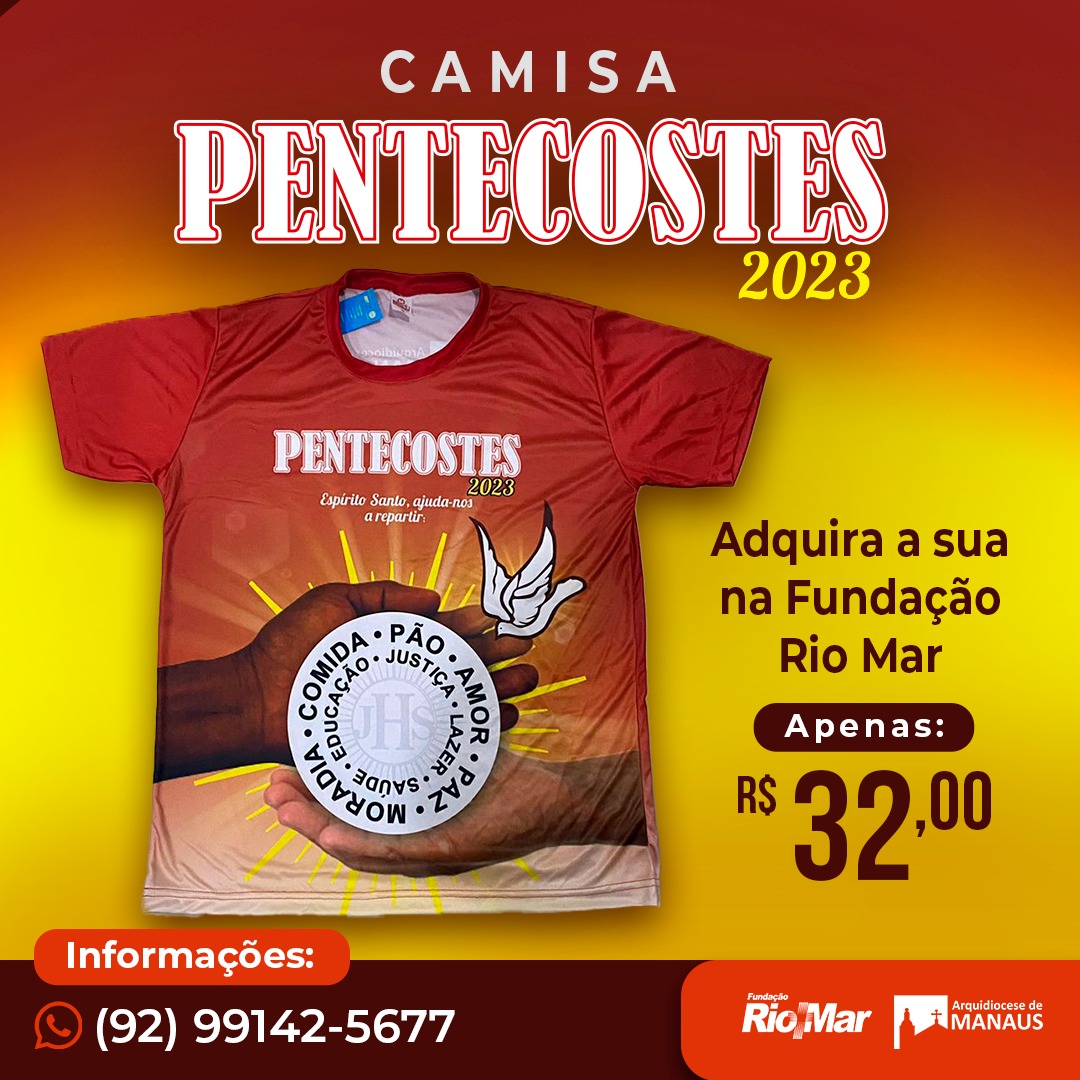 CAMISA
PENTECOSTES
2023
PENTECOSTES
2023
Espírito Santo, ajuda-nos
a repartir:
COMIDA • PÃO • AMOR • PAZ • MORADIA •
EDUCAÇÃO • JUSTIÇA • LAZER • SAÚDE •
JHS
Adquira a sua
na Fundação
Rio Mar
Apenas:
R$ 32,00
Informações:
(92) 99142-5677
Fundação
Rio Mar
Arquidiocese de
MANAUS